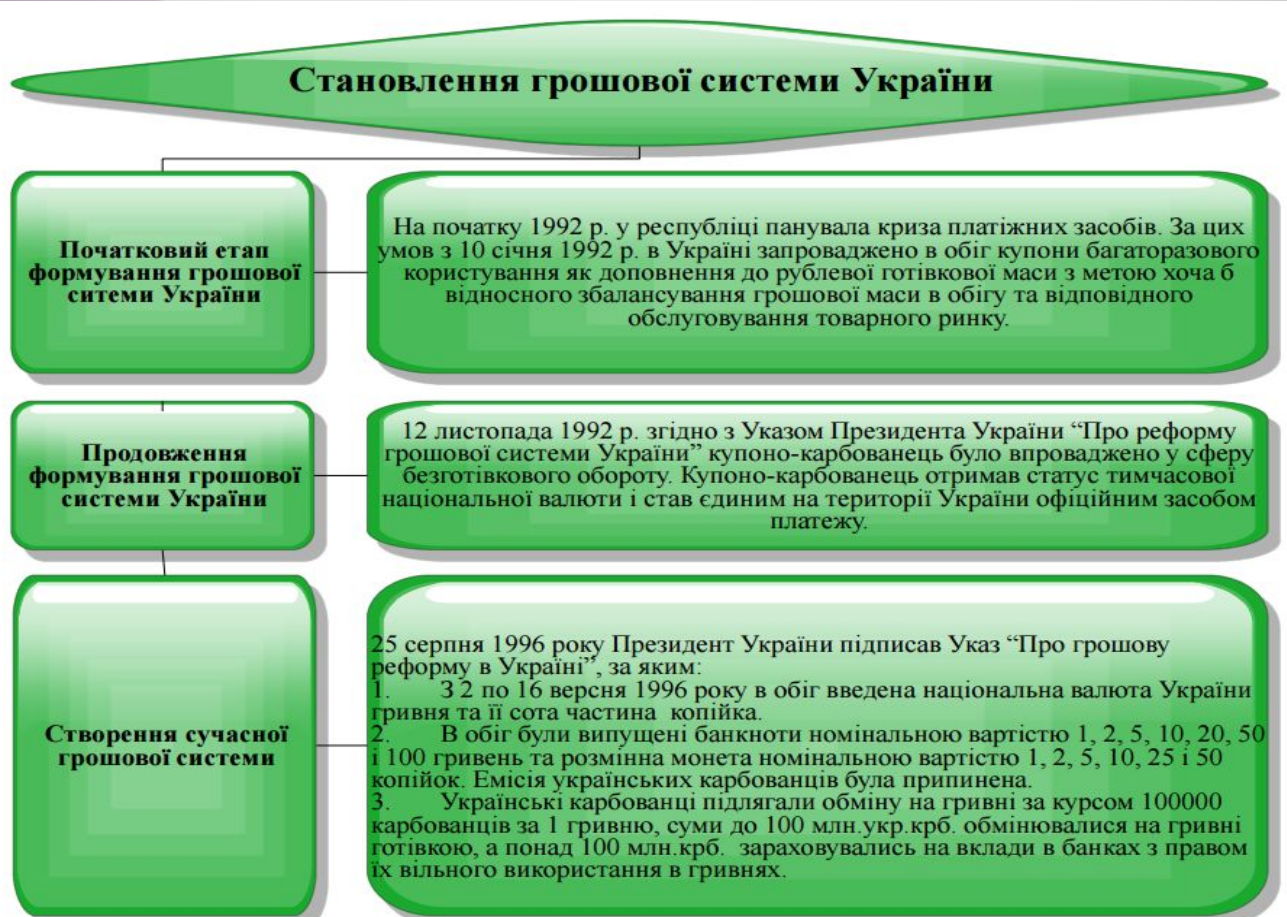 Становлення грошової системи України
Початковий етап
формування грошової
ситеми України
На початку 1992 р. у республіці панувала криза платіжних засобів. За цих
умов з 10 січня 1992 р. в Україні запроваджено в обіг купони багаторазового
користування як доповнення до рублевої готівкової маси з метою хоча б
відносного збалансування грошової маси в обігу та відповідного
обслуговування товарного ринку.
Продовження
формування грошової
системи України
12 листопада 1992 р. згідно з Указом Президента України “Про реформу
грошової системи України” купоно-карбованець було впроваджено у сферу
безготівкового обороту. Купоно-карбованець отримав статус тимчасової
національної валюти і став єдиним на території України офіційним засобом
платежу.
Створення сучасної
грошової системи
25 серпня 1996 року Президент України підписав Указ “Про грошову
реформу в Україні”, за яким:
1. З 2 по 16 версня 1996 року в обіг введена національна валюта України
гривня та її сота частина копійка.
2. В обіг були випущені банкноти номінальною вартістю 1, 2, 5, 10, 20, 50
і 100 гривень та розмінна монета номінальною вартістю 1, 2, 5, 10, 25 і 50
копійок. Емісія українських карбованців була припинена.
3. Українські карбованці підлягали обміну на гривні за курсом 100000
карбованців за 1 гривню, суми до 100 млн.укр.крб. обмінювалися на гривні
готівкою, а понад 100 млн.крб. зараховувались на вклади в банках з правом
їх вільного використання в гривнях.